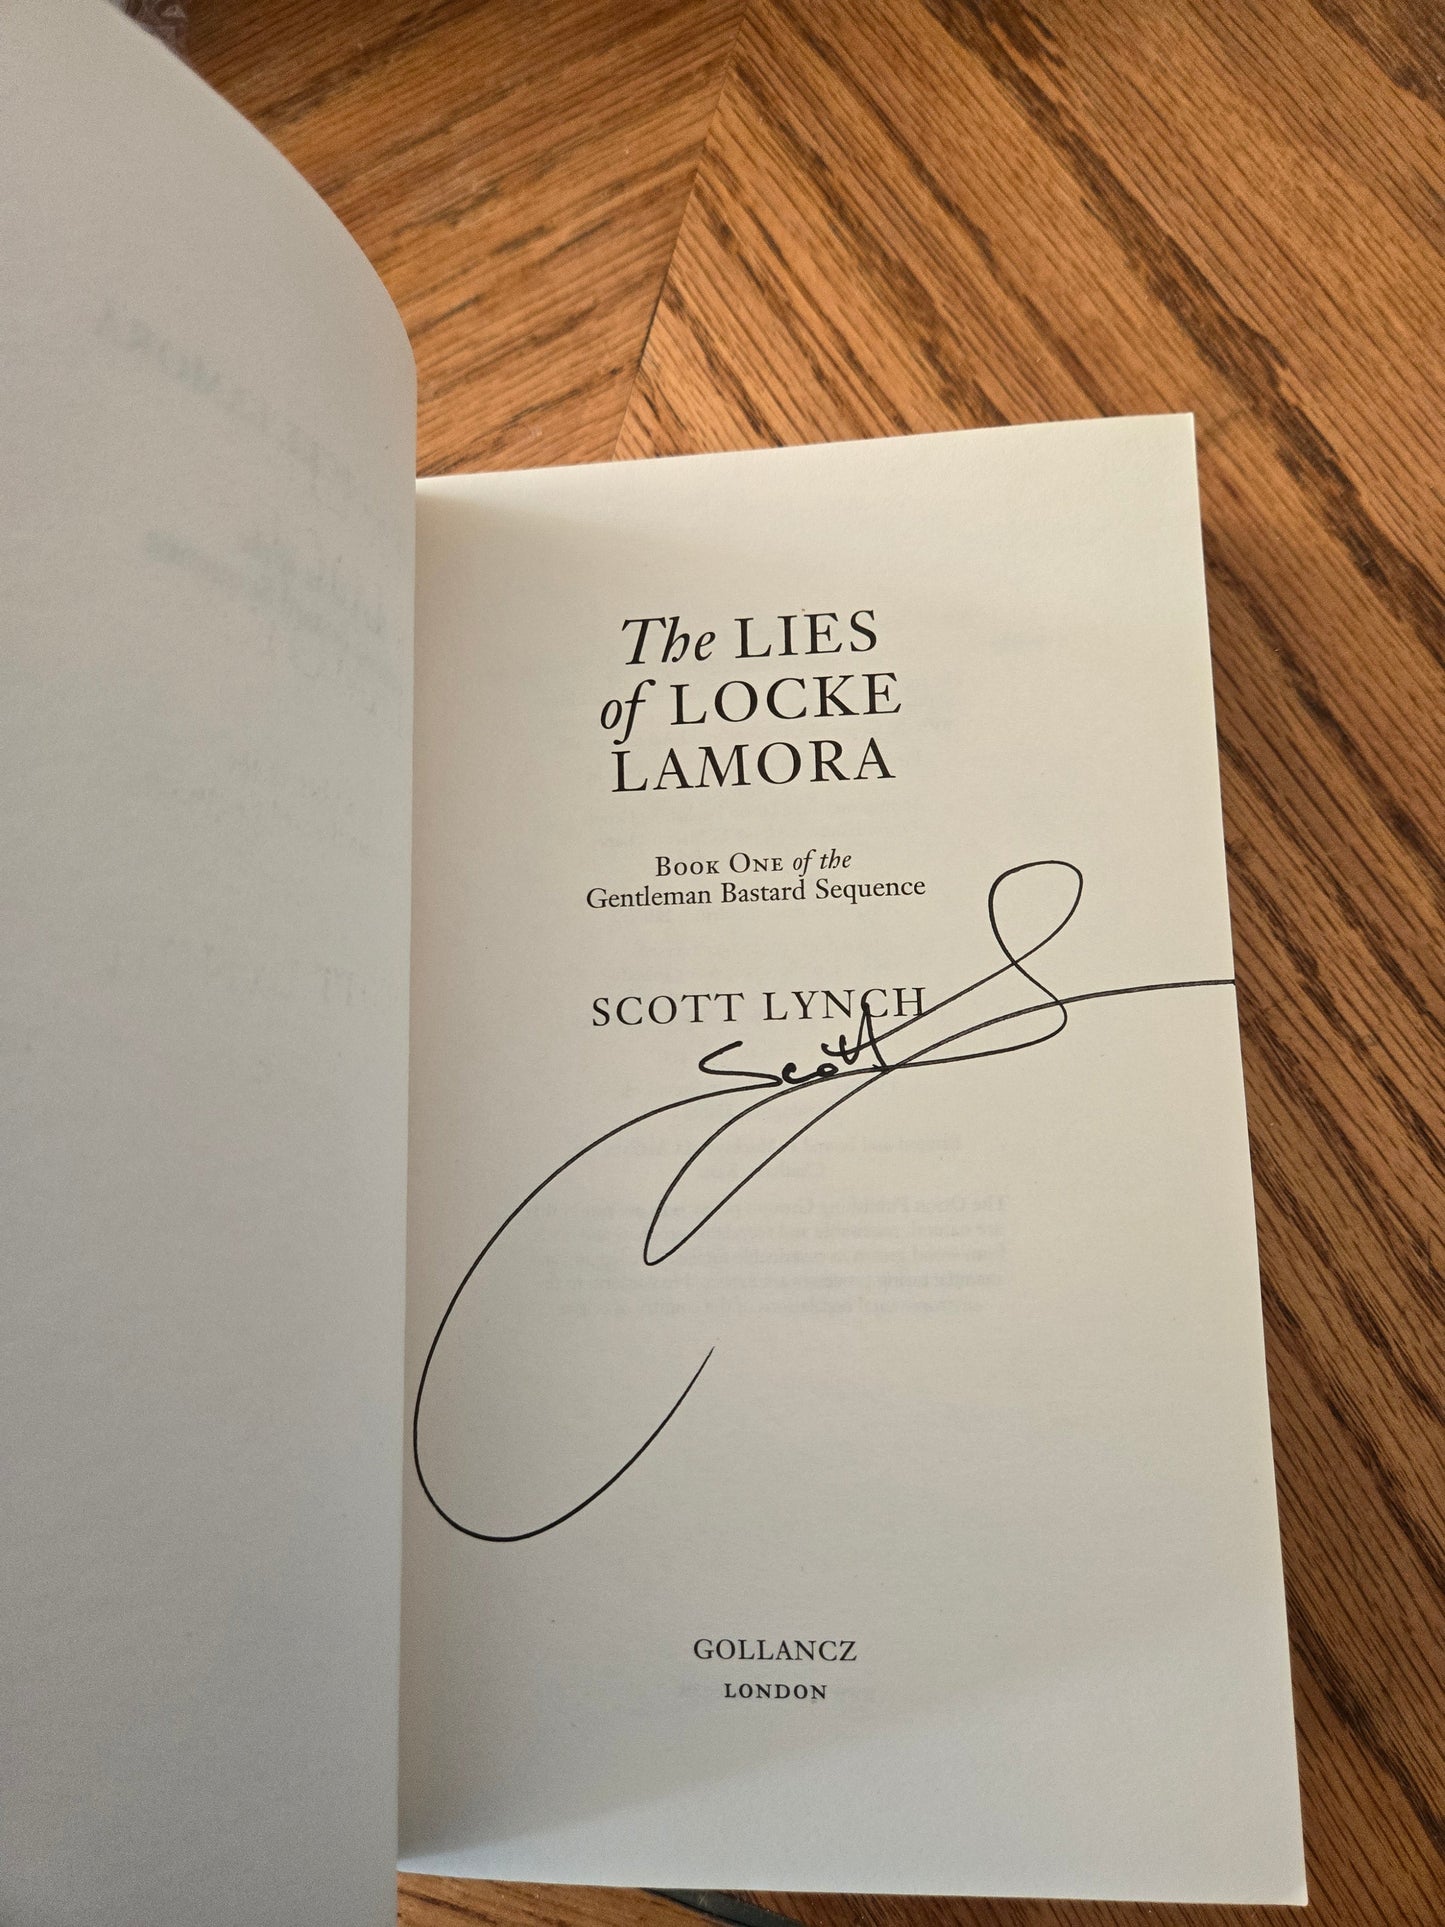 The LIES
of LOCKE
LAMORA
BOOK ONE of the
Gentleman Bastard Sequence
SCOTT LYNCH
Scott
GOLLANCZ
LONDON